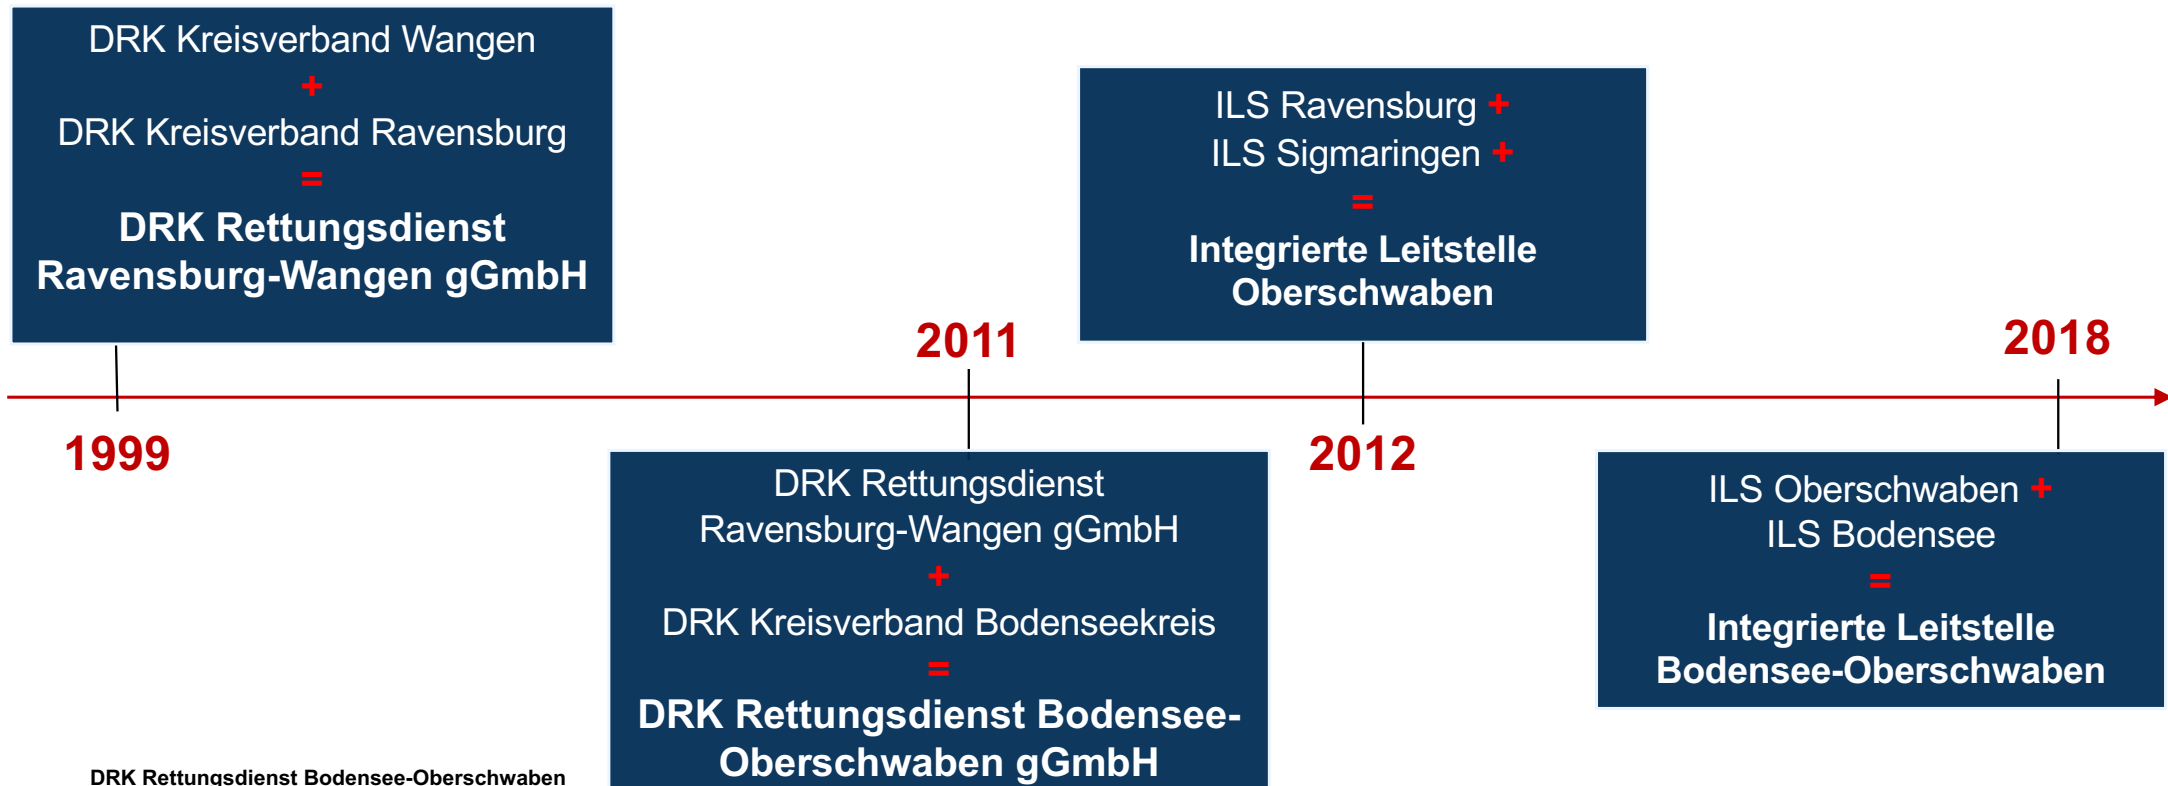 DRK Kreisverband Wangen
+
DRK Kreisverband Ravensburg
=
DRK Rettungsdienst
Ravensburg-Wangen gGmbH
1999
2011
DRK Rettungsdienst
Ravensburg-Wangen gGmbH
+
DRK Kreisverband Bodenseekreis
=
DRK Rettungsdienst Bodensee-
Oberschwaben gGmbH
ILS Ravensburg +
ILS Sigmaringen +
=
Integrierte Leitstelle
Oberschwaben
2012
2018
ILS Oberschwaben +
ILS Bodensee
=
Integrierte Leitstelle
Bodensee-Oberschwaben
DRK Rettungsdienst Bodensee-Oberschwaben